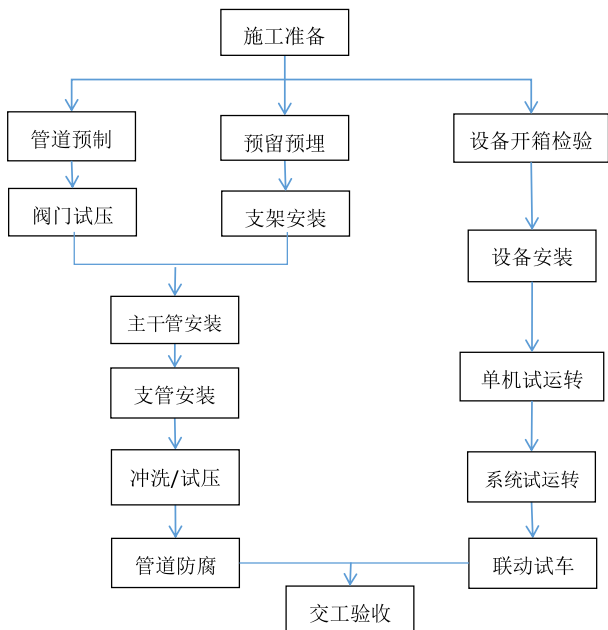 施工准备
管道预制
预留预埋
设备开箱检验
阀门试压
支架安装
设备安装
主干管安装
支管安装
单机试运转
冲洗/试压
系统试运转
管道防腐
联动试车
交工验收